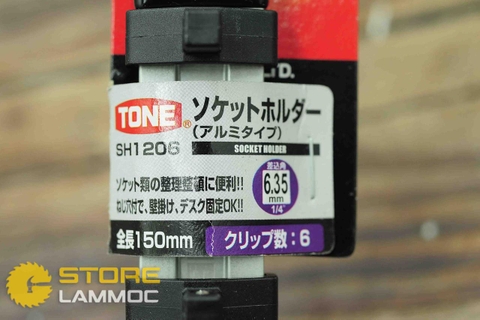 LTD.
TONE®
ソケットホルダー
(アルミタイプ)
SH1206
SOCKET HOLDER
ソケット類の整理整頓に便利!!
ねじ穴付で、壁掛け、デスク固定OK!!
差込角
6.35
mm
1/4"
全長150mm
クリップ数:6
STORE
LAMMOC